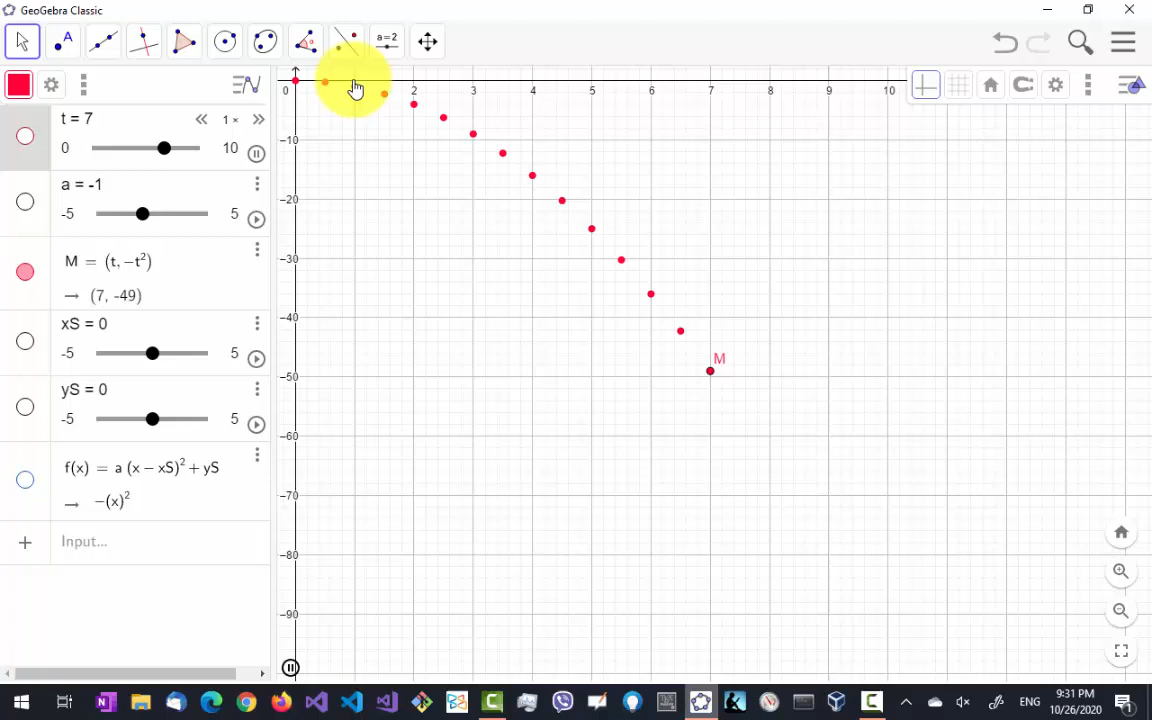 GeoGebra Classic
A
a=2
t = 7
1 ×
0
10
a = -1
-5
5
M = (t, −t²)
→ (7, -49)
xS = 0
-5
5
yS = 0
-5
5
f(x) = a (x − xS)² + yS
→ −(x)²
Input...
0
2
3
4
5
6
7
8
9
10
−10
−20
−30
−40
−50
−60
−70
−80
−90
M
ENG
9:31 PM
10/26/2020
1